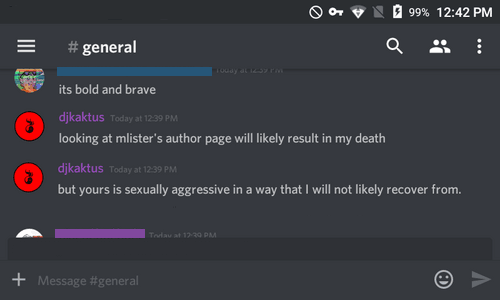 99% 12:42 PM
# general
Today at 12:39 PM
its bold and brave
djkaktus Today at 12:39 PM
looking at mlister's author page will likely result in my death
djkaktus Today at 12:39 PM
but yours is sexually aggressive in a way that I will not likely recover from.
Today at 12:39 PM
Message #general